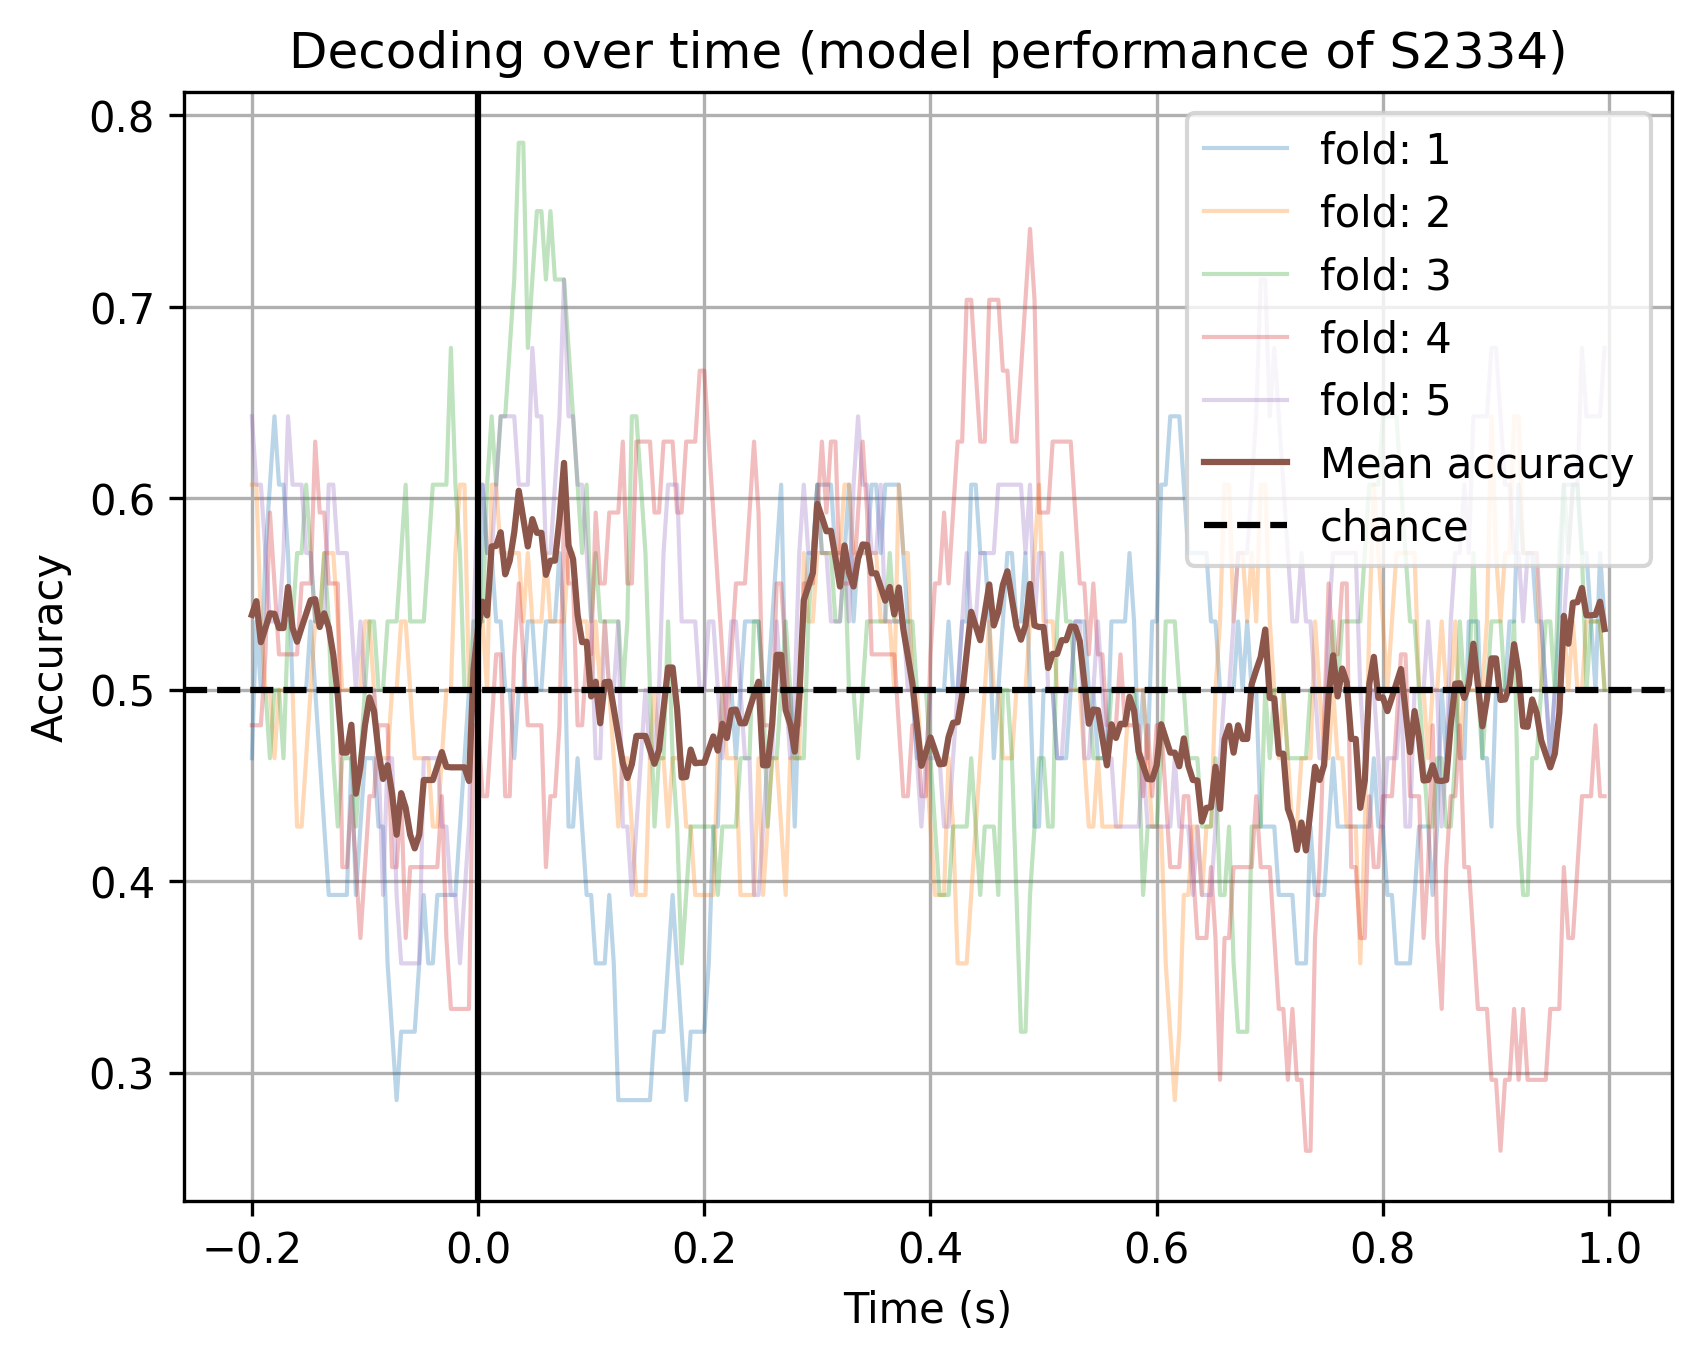 Decoding over time (model performance of S2334)
Accuracy
0.8
0.7
0.6
0.5
0.4
0.3
fold: 1
fold: 2
fold: 3
fold: 4
fold: 5
Mean accuracy
chance
−0.2 0.0 0.2 0.4 0.6 0.8 1.0
Time (s)